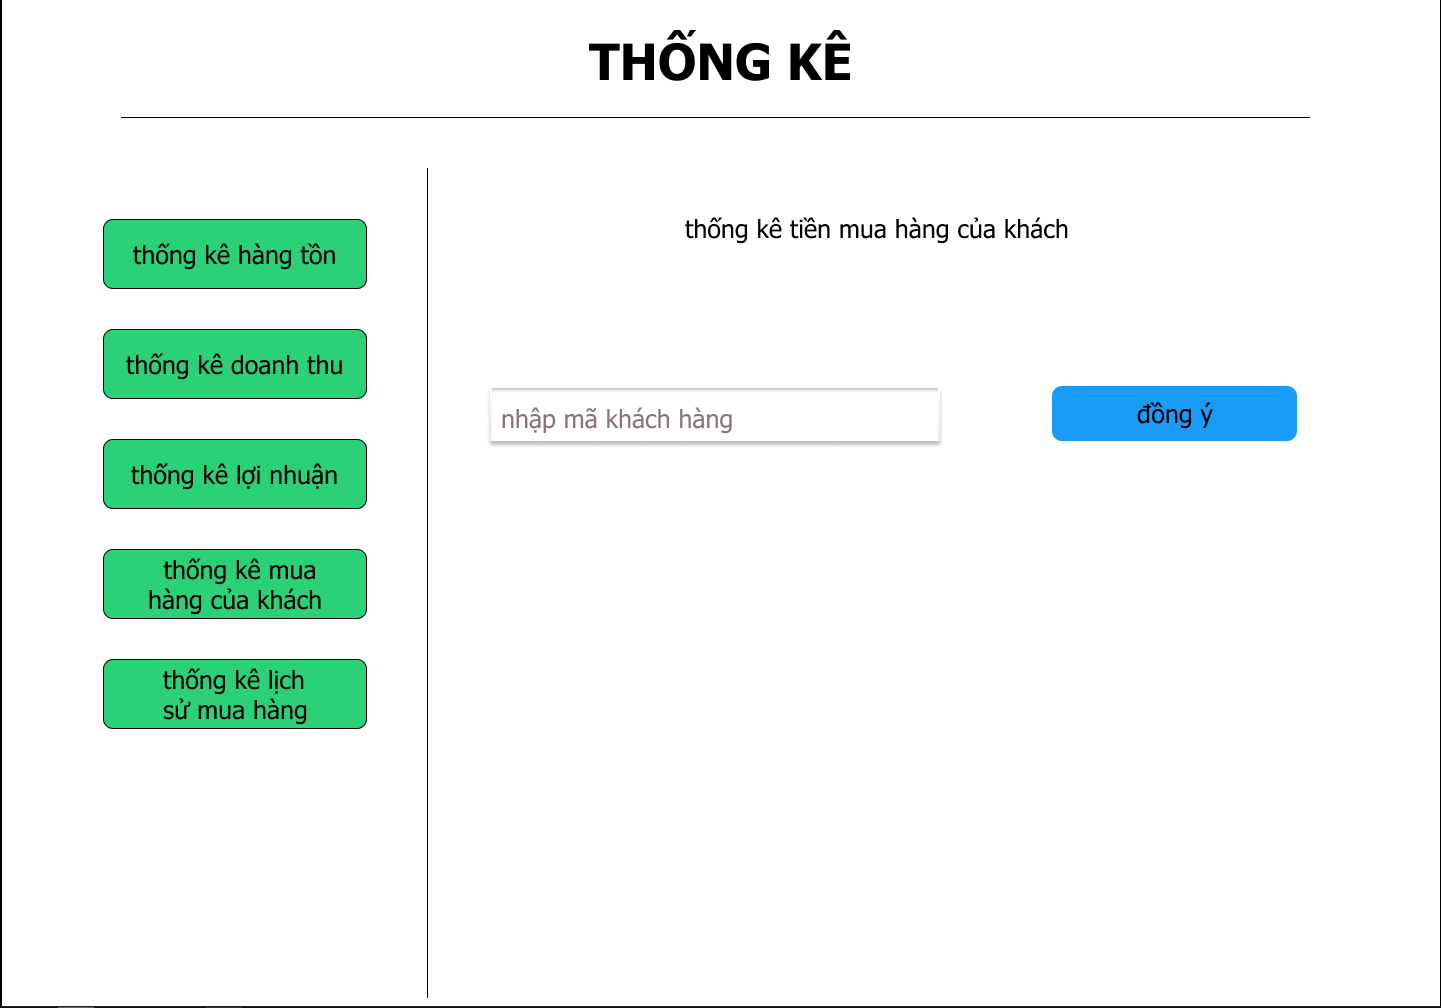 THỐNG KÊ
thống kê hàng tồn
thống kê doanh thu
thống kê lợi nhuận
thống kê mua
hàng của khách
thống kê lịch
sử mua hàng
thống kê tiền mua hàng của khách
nhập mã khách hàng
đồng ý